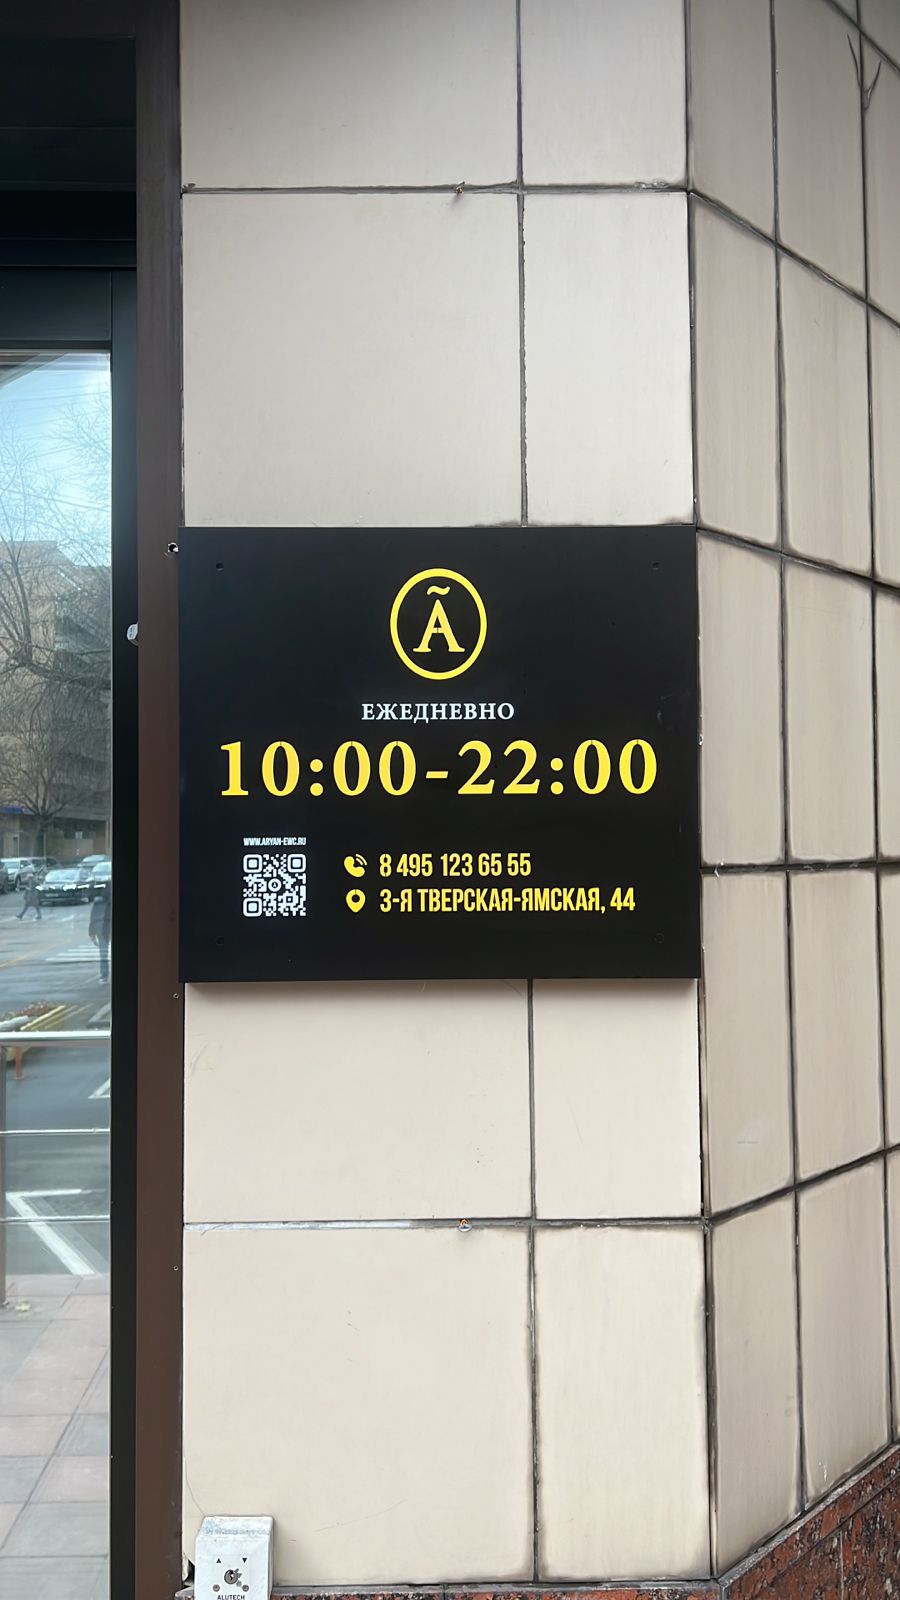 Ã
ЕЖЕДНЕВНО
10:00-22:00
WWW.ARYAN-EWC.RU
8 495 123 65 55
3-Я ТВЕРСКАЯ-ЯМСКАЯ, 44
ALUTECH